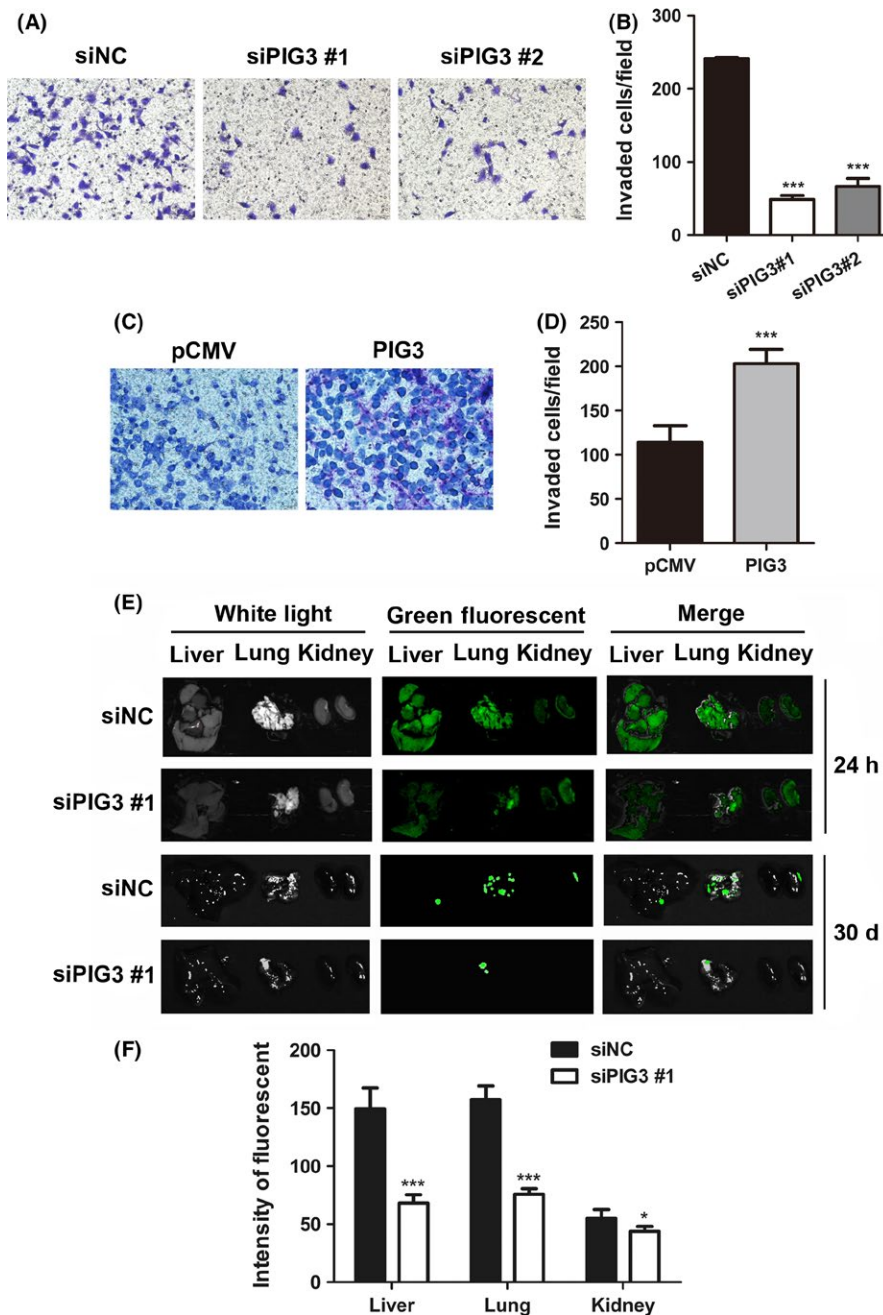 (A)
siNC siPIG3 #1 siPIG3 #2
(B)
Invaded cells/field
300
200
100
0
***
***
siNC
siPIG3#1
siPIG3#2
(C)
pCMV PIG3
(D)
Invaded cells/field
250
200
150
100
50
0
***
pCMV PIG3
(E)
White light Green fluorescent Merge
Liver Lung Kidney Liver Lung Kidney Liver Lung Kidney
siNC
siPIG3 #1
24 h
siNC
siPIG3 #1
30 d
(F)
Intensity of fluorescent
200
150
100
50
0
siNC
siPIG3 #1
***
***
*
Liver Lung Kidney